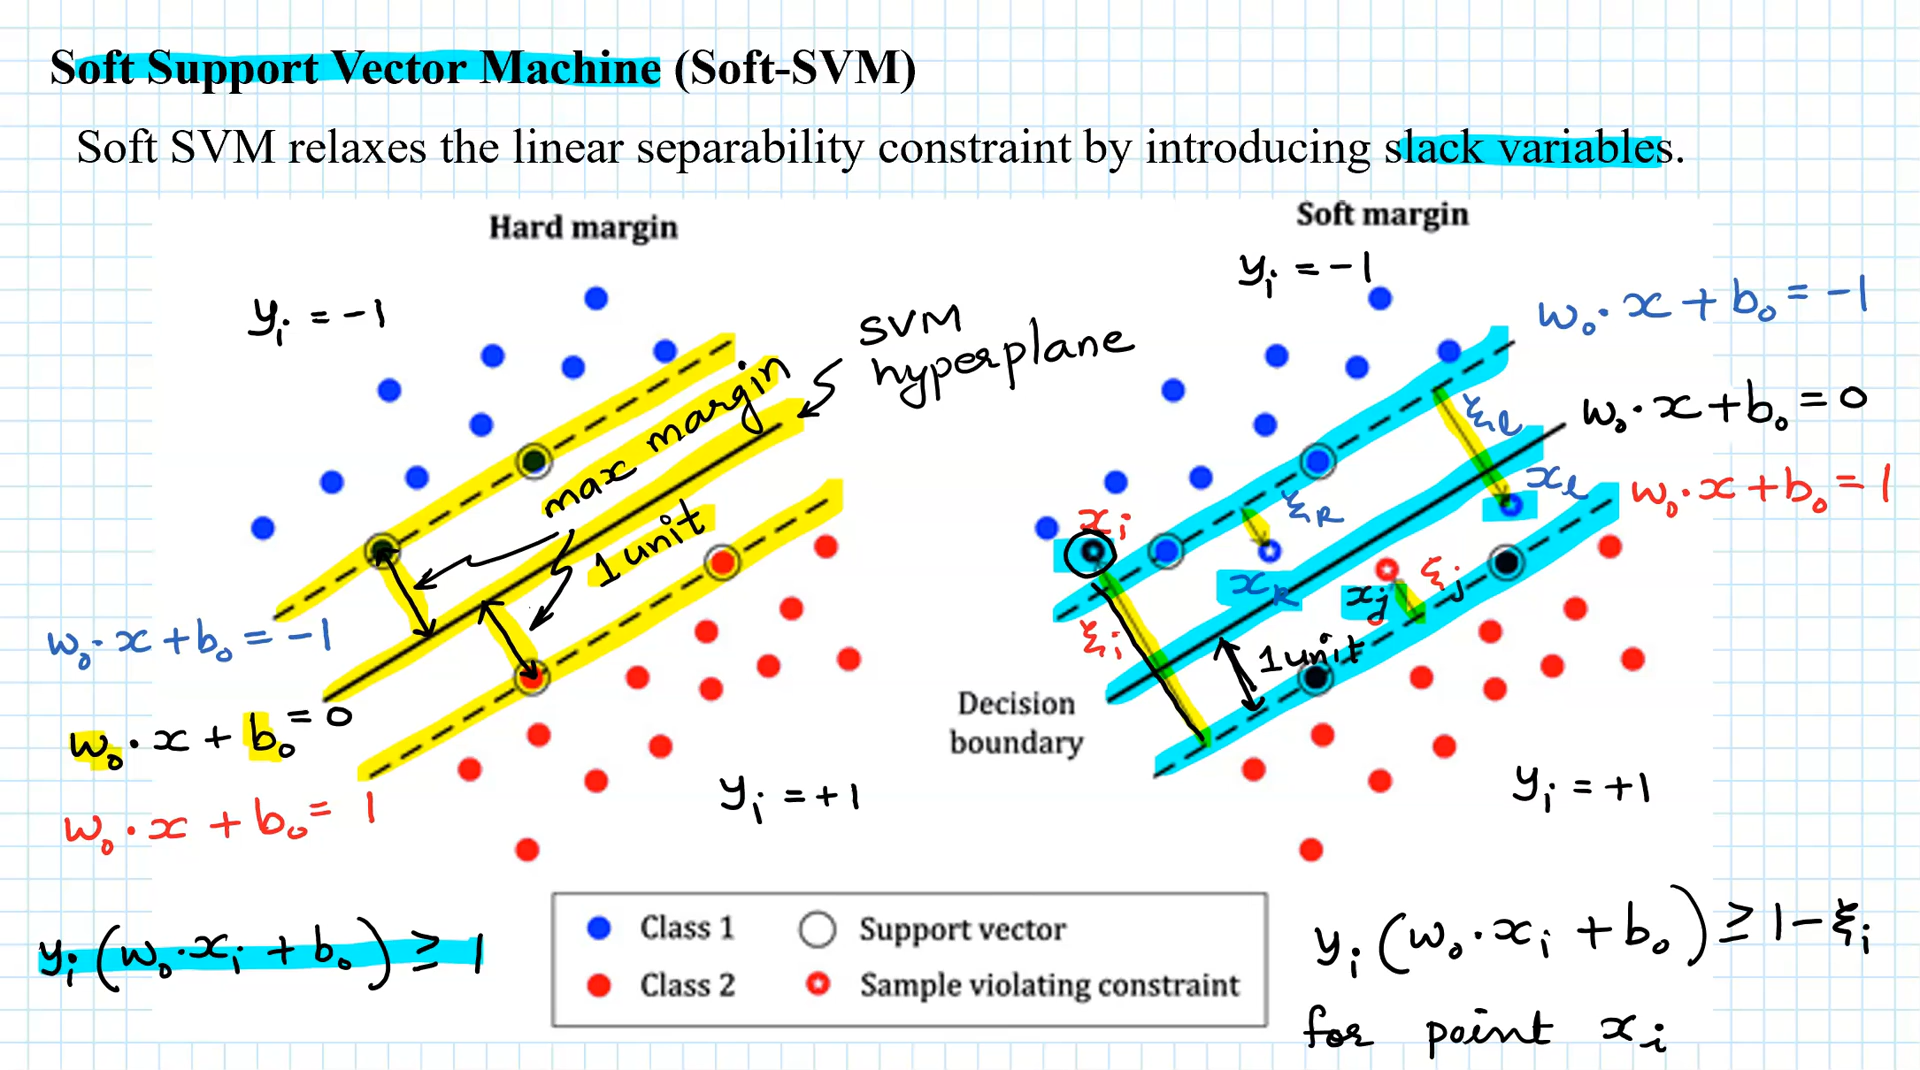 Soft Support Vector Machine (Soft-SVM)
Soft SVM relaxes the linear separability constraint by introducing slack variables.
Hard margin
yᵢ = -1
SVM
hyperplane
max margin
1 unit
w₀·x + b₀ = -1
w₀·x + b₀ = 0
w₀·x + b₀ = 1
yᵢ = +1
yᵢ(w₀·xᵢ + b₀) ≥ 1
Soft margin
yᵢ = -1
w₀·x + b₀ = -1
w₀·x + b₀ = 0
w₀·x + b₀ = 1
ξₗ
xₗ
ξₖ
xₖ
xᵢ
ξᵢ
xⱼ
ξⱼ
1 unit
Decision
boundary
yᵢ = +1
Class 1
Support vector
Class 2
Sample violating constraint
yᵢ(w₀·xᵢ + b₀) ≥ 1 - ξᵢ
for point xᵢ